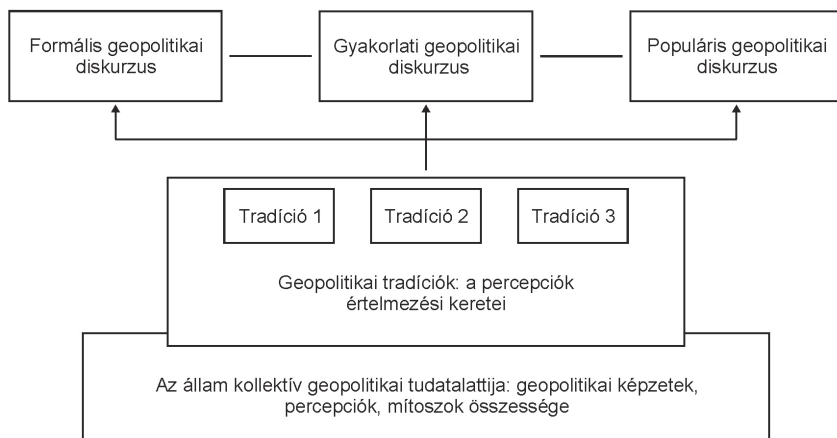 Formális geopolitikai
diskurzus
Gyakorlati geopolitikai
diskurzus
Populáris geopolitikai
diskurzus
Tradíció 1
Tradíció 2
Tradíció 3
Geopolitikai tradíciók: a percepciók
értelmezési keretei
Az állam kollektív geopolitikai tudatalattija: geopolitikai képzetek,
percepciók, mítoszok összessége